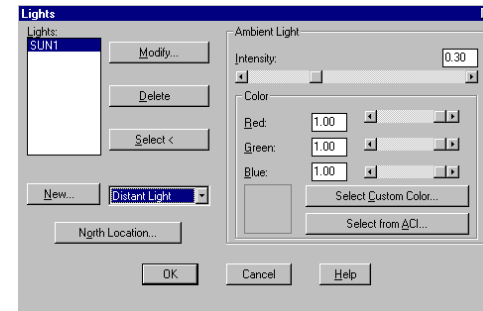 Lights
Lights:
SUN1
Modify...
Delete
Select <
New...
Distant Light
North Location...
Ambient Light
Intensity:
0.30
Color
Red:
1.00
Green:
1.00
Blue:
1.00
Select Custom Color...
Select from ACI...
OK
Cancel
Help